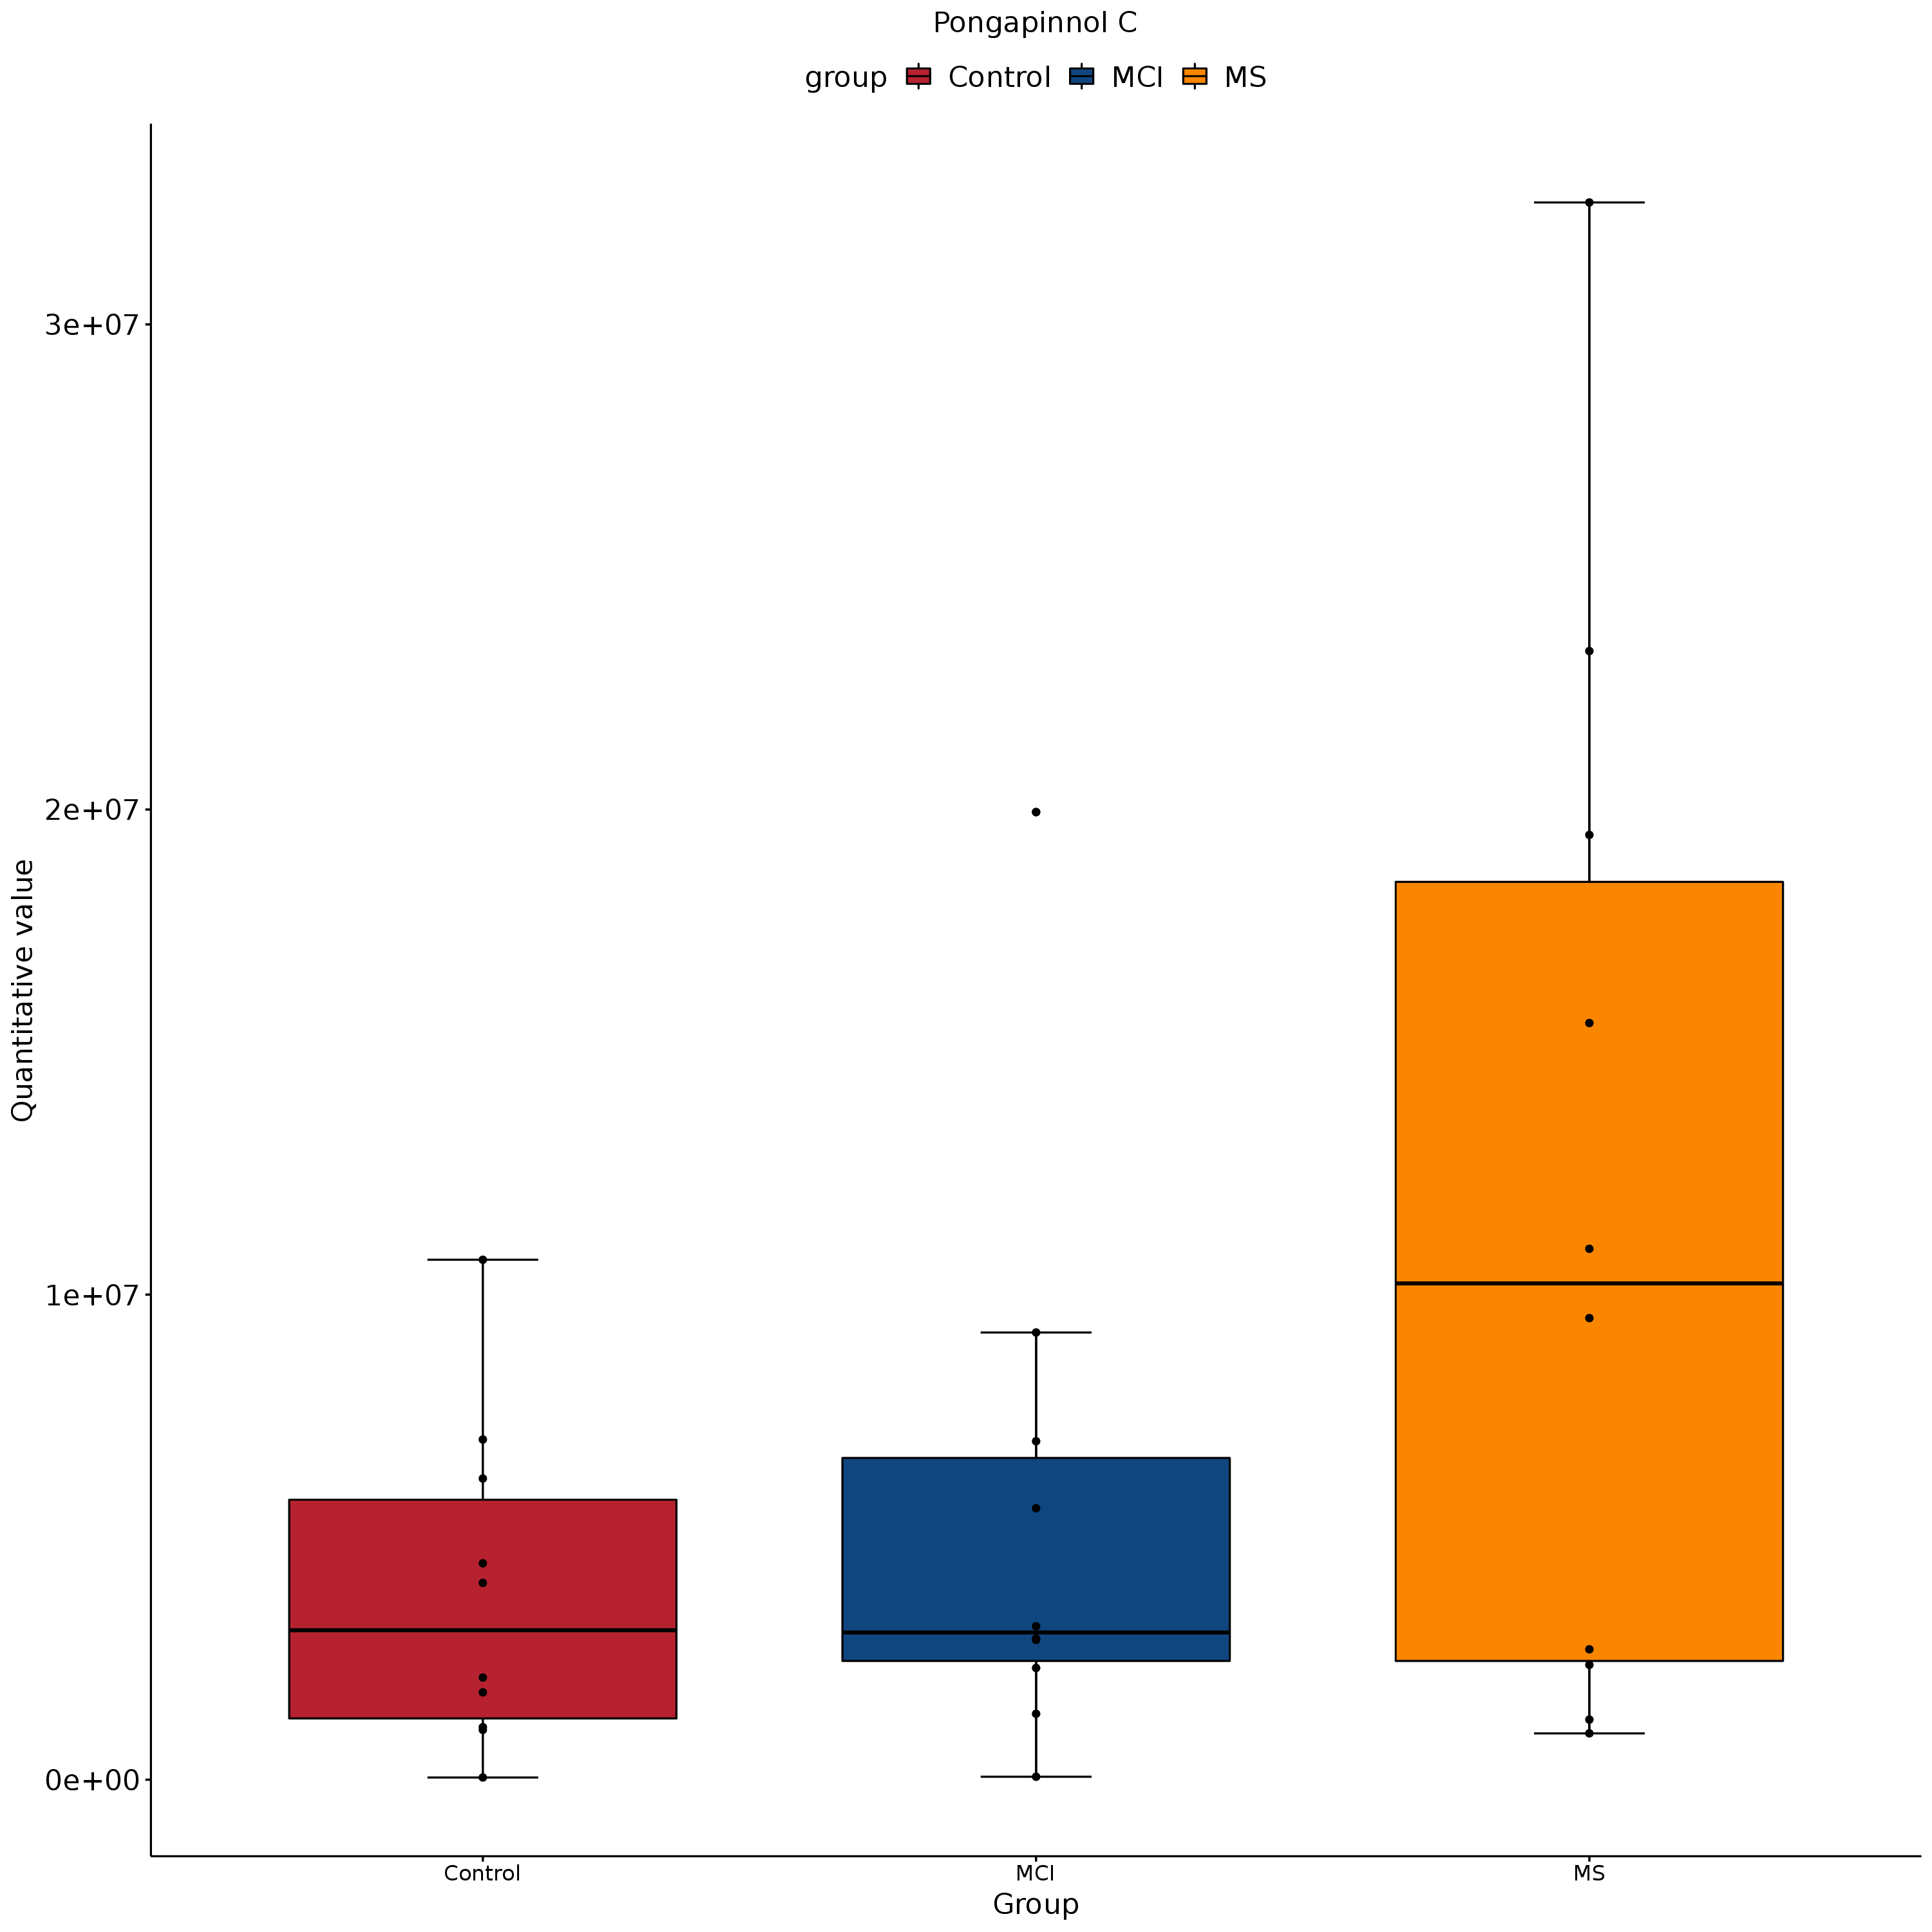 Pongapinnol C
group Control MCI MS
3e+07
2e+07
1e+07
0e+00
Quantitative value
Control MCI MS
Group